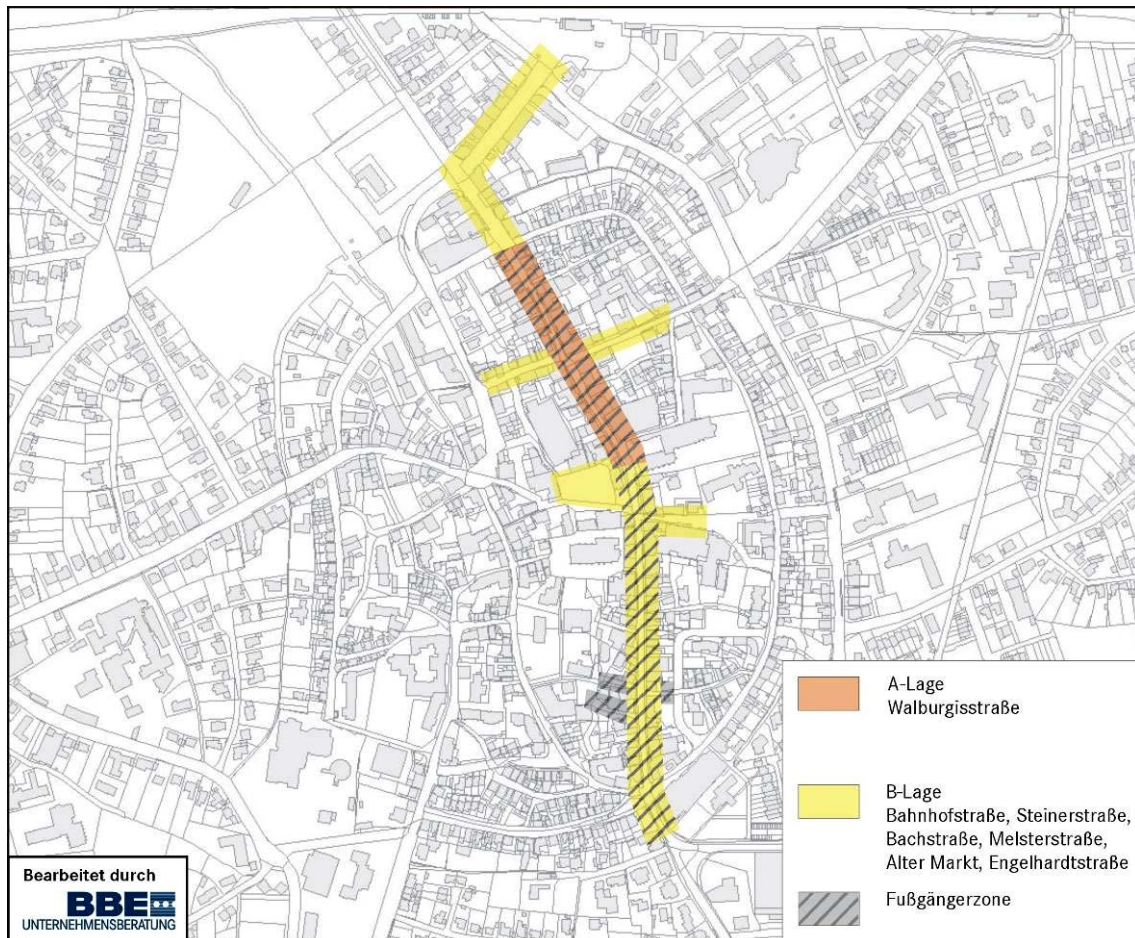 A-Lage
Walburgisstraße
B-Lage
Bahnhofstraße, Steinerstraße,
Bachstraße, Melsterstraße,
Alter Markt, Engelhardtstraße
Fußgängerzone
Bearbeitet durch
BBE
UNTERNEHMENSBERATUNG